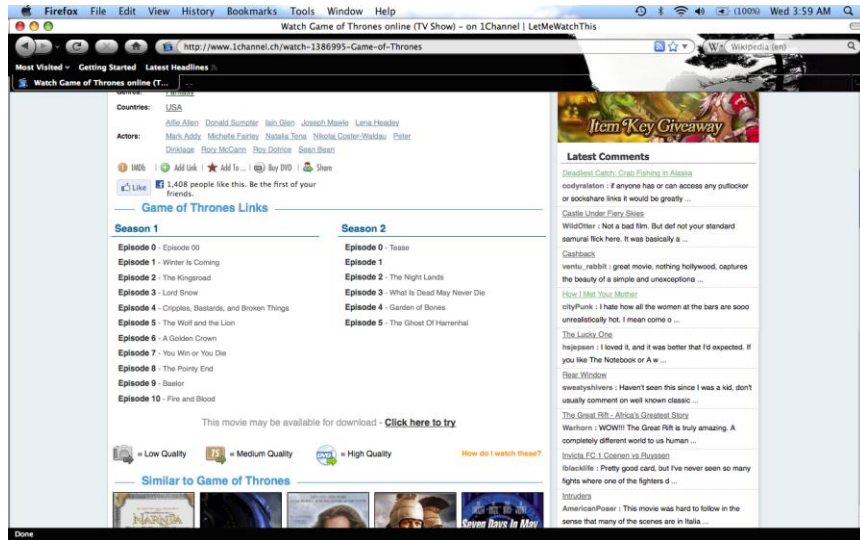 Firefox File Edit View History Bookmarks Tools Window Help (100%) Wed 3:59 AM
Watch Game of Thrones online (TV Show) – on 1Channel | LetMeWatchThis
http://www.1channel.ch/watch-1386995-Game-of-Thrones
Wikipedia (en)
Most Visited Getting Started Latest Headlines
Watch Game of Thrones online (T...
Genres: Fantasy
Countries: USA
Actors:
Alfie Allen Donald Sumpter Iain Glen Joseph Mawle Lena Headey
Mark Addy Michelle Fairley Natalia Tena Nikolaj Coster-Waldau Peter
Dinklage Rory McCann Roy Dotrice Sean Bean
IMDb | Add Link | Add To ... | Buy DVD | Share
Like 1,408 people like this. Be the first of your
friends.
Game of Thrones Links
Season 1
Episode 0 - Episode 00
Episode 1 - Winter Is Coming
Episode 2 - The Kingsroad
Episode 3 - Lord Snow
Episode 4 - Cripples, Bastards, and Broken Things
Episode 5 - The Wolf and the Lion
Episode 6 - A Golden Crown
Episode 7 - You Win or You Die
Episode 8 - The Pointy End
Episode 9 - Baelor
Episode 10 - Fire and Blood
Season 2
Episode 0 - Tease
Episode 1
Episode 2 - The Night Lands
Episode 3 - What Is Dead May Never Die
Episode 4 - Garden of Bones
Episode 5 - The Ghost Of Harrenhal
This movie may be available for download - Click here to try
= Low Quality TS = Medium Quality DVD = High Quality How do I watch these?
Similar to Game of Thrones
NARNIA
Seven Days In May
Item Key Giveaway
Latest Comments
Deadliest Catch: Crab Fishing in Alaska
codyralston : if anyone has or can access any putlocker
or sockshare links it would be greatly ...
Castle Under Fiery Skies
WildOtter : Not a bad film. But def not your standard
samurai flick here. It was basically a ...
Cashback
ventu_rabbit : great movie, nothing hollywood, captures
the beauty of a simple and unexceptiona ...
How I Met Your Mother
cityPunk : I hate how all the women at the bars are sooo
unrealistically hot. I mean come o ...
The Lucky One
hsjepsen : I loved it, and it was better that I'd expected. If
you like The Notebook or A w ...
Rear Window
sweatyshivers : Haven't seen this since I was a kid, don't
usually comment on well known classic ...
The Great Rift - Africa's Greatest Story
Warhorn : WOW!!! The Great Rift is truly amazing. A
completely different world to us human ...
Invicta FC 1 Coenen vs Ruyssen
lblacklife : Pretty good card, but I've never seen so many
fights where one of the fighters d ...
Intruders
AmericanPoser : This movie was hard to follow in the
sense that many of the scenes are in Italia ...
Done